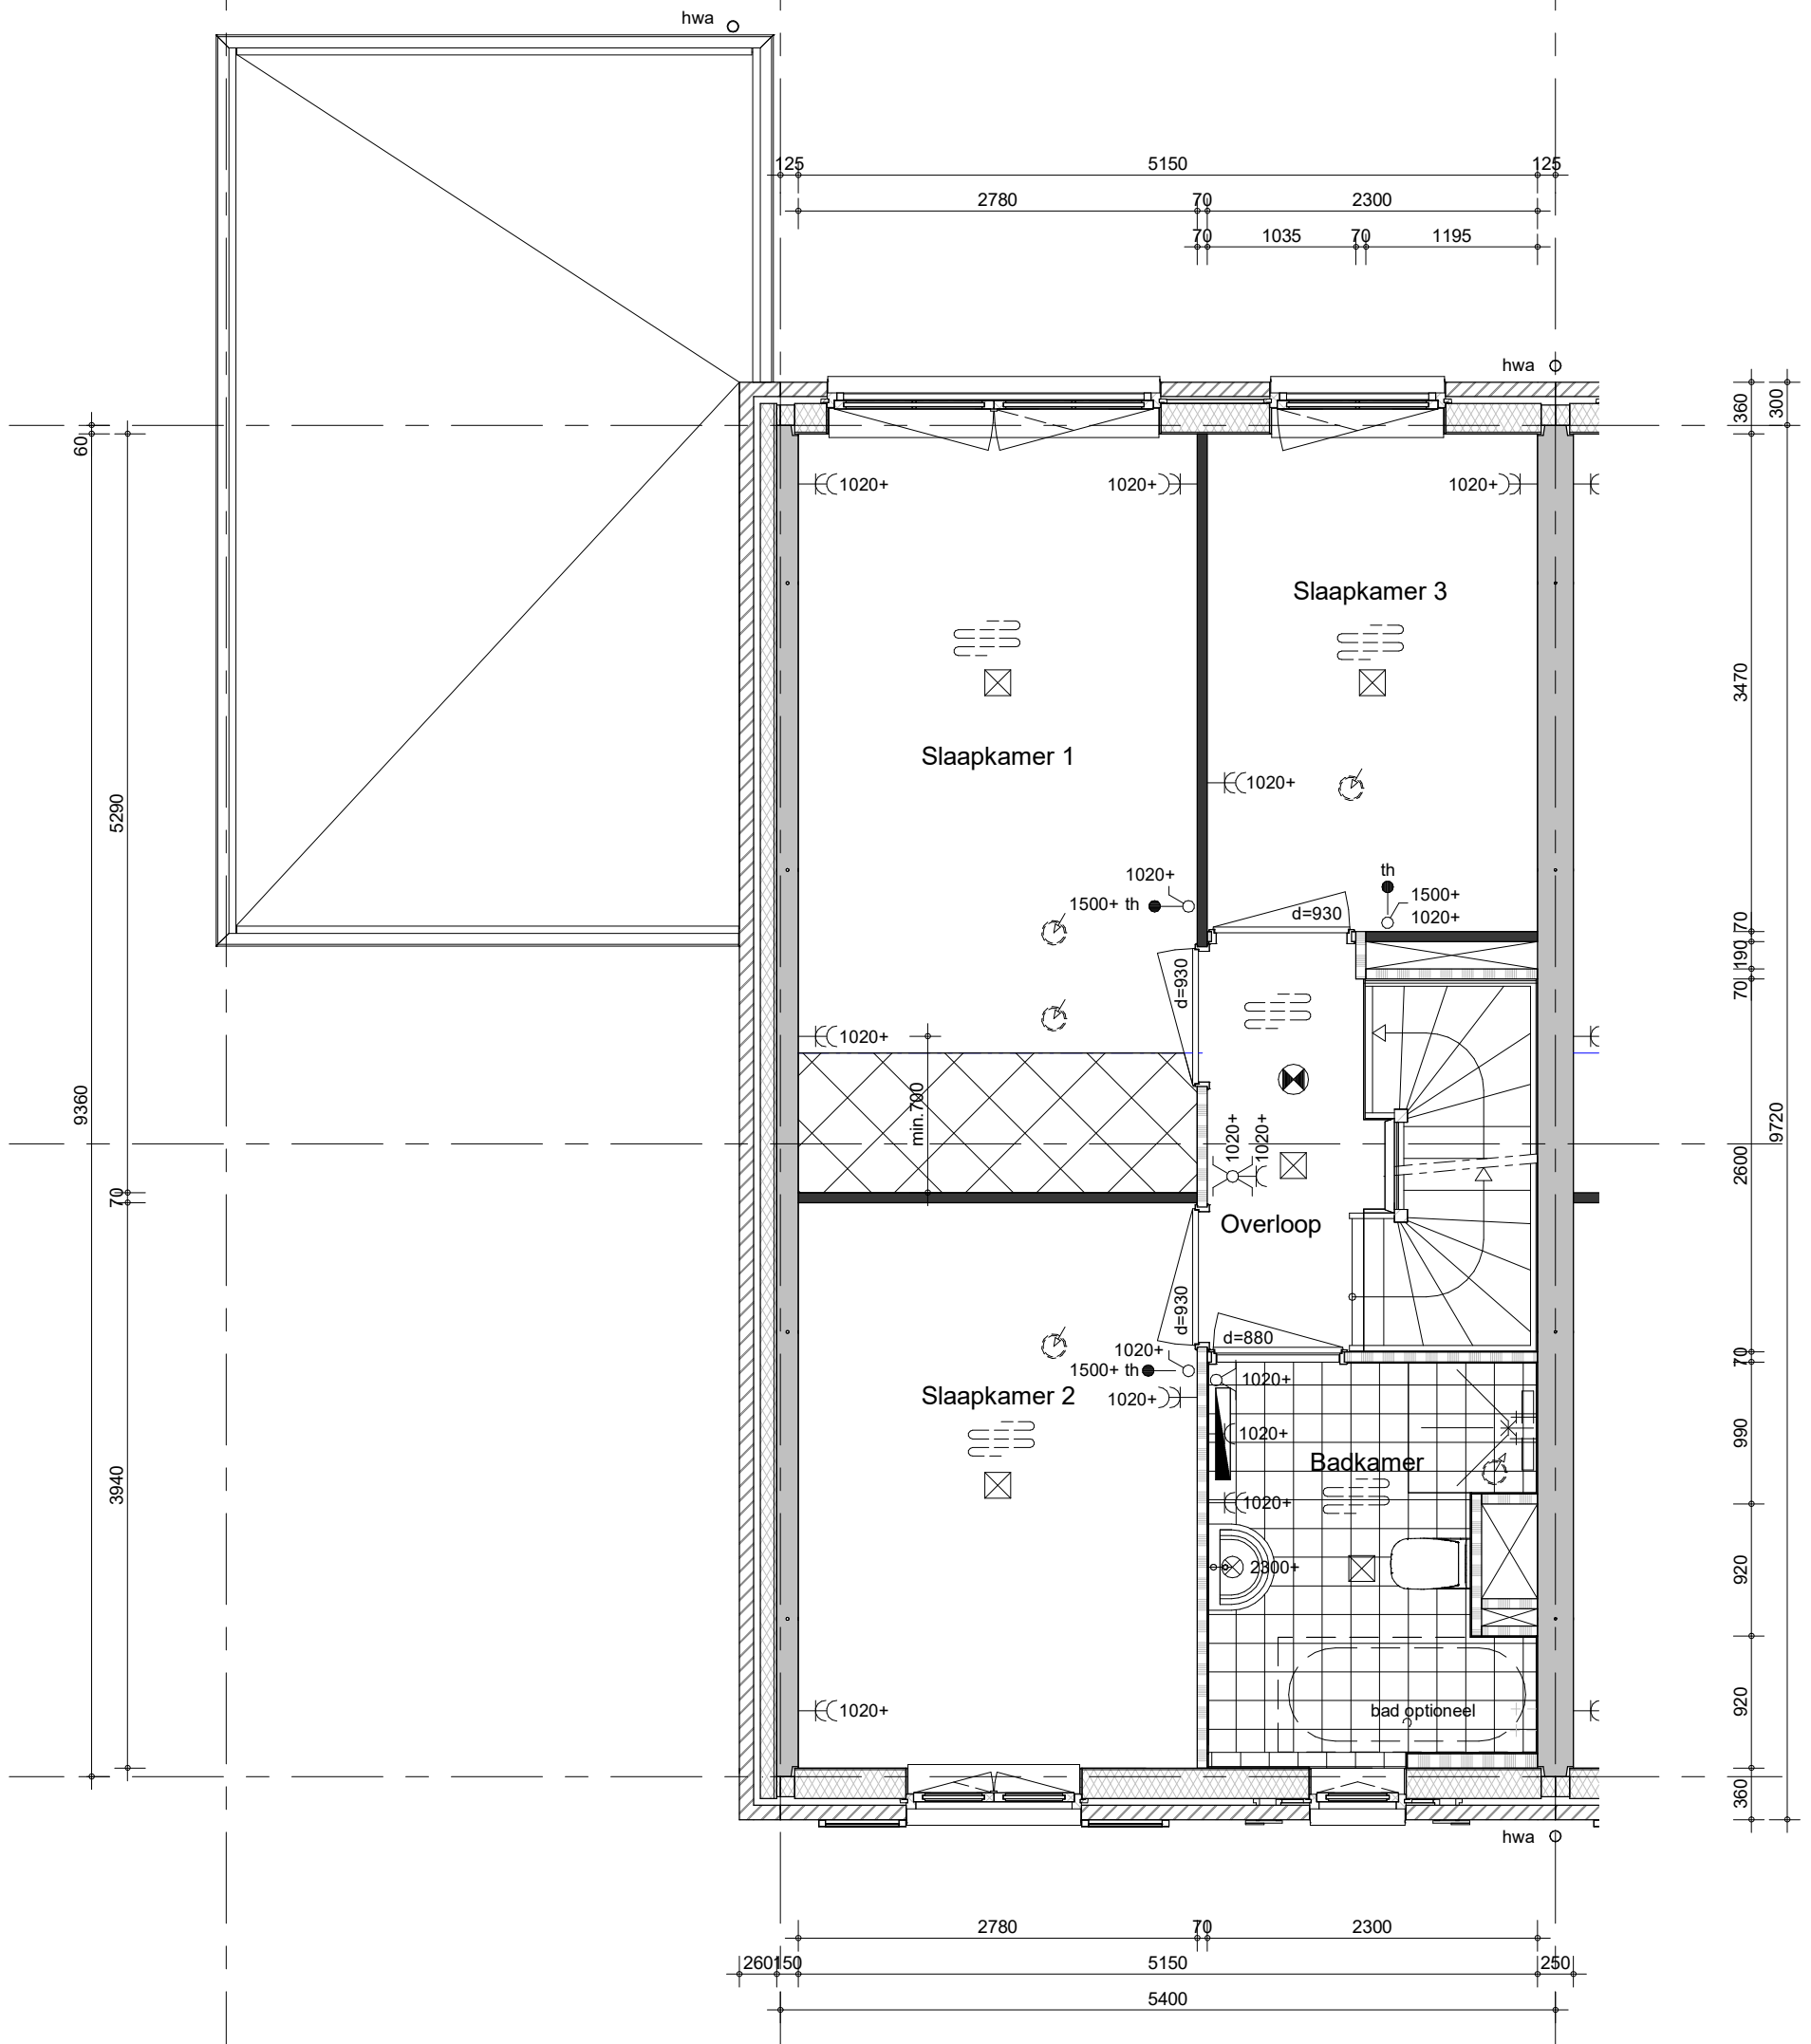 hwa
125 5150 125
2780 70 2300
70 1035 70 1195
hwa
360 300
60
1020+ 1020+ 1020+
Slaapkamer 3
3470
Slaapkamer 1
1020+
5290
th
1020+
1500+ th
1500+
1020+
d=930
70
190
70
d=930
1020+
min.700
9360
1020+
1020+
9720
2600
70
Overloop
d=930
d=880
70
1020+
1500+ th
1020+
1020+
Slaapkamer 2
1020+
990
Badkamer
3940
1020+
2300+
920
920
1020+
bad optioneel
360
hwa
2780 70 2300
260 150 5150 250
5400